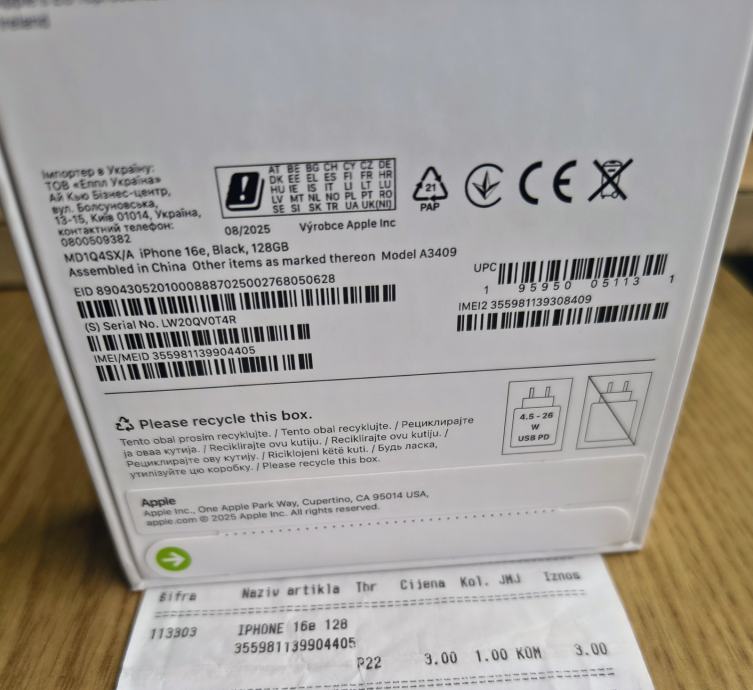 Ireland
Імпортер в Україну:
ТОВ «Еппл Україна»
Ай Кью Бізнес-центр,
вул. Болсуновська,
13-15, Київ 01014, Україна,
контактний телефон:
0800509382
AT BE BG CH CY CZ DE
DK EE EL ES FI FR HR
HU IE IS IT LI LT LU
LV MT NL NO PL PT RO
SE SI SK TR UA UK(NI)
21
PAP
CE
08/2025 Výrobce Apple Inc
MD1Q4SX/A iPhone 16e, Black, 128GB
Assembled in China Other items as marked thereon Model A3409
EID 89043052010008887025002768050628
(S) Serial No. LW20QV0T4R
IMEI/MEID 355981139904405
UPC
1 95950 05113 1
IMEI2 355981139308409
Please recycle this box.
Tento obal prosím recyklujte. / Tento obal recyklujte. / Рециклирајте
ја оваа кутија. / Reciklirajte ovu kutiju. / Reciklirajte ovu kutiju. /
Рециклирајте ову кутију. / Riciklojeni këtë kuti. / Будь ласка,
утилізуйте цю коробку. / Please recycle this box.
4.5 - 26
W
USB PD
Apple
Apple Inc., One Apple Park Way, Cupertino, CA 95014 USA,
apple.com © 2025 Apple Inc. All rights reserved.
Šifra Naziv artikla Thr Cijena Kol. JMJ Iznos
113303 IPHONE 16e 128
355981139904405
P22 3.00 1.00 KOM 3.00